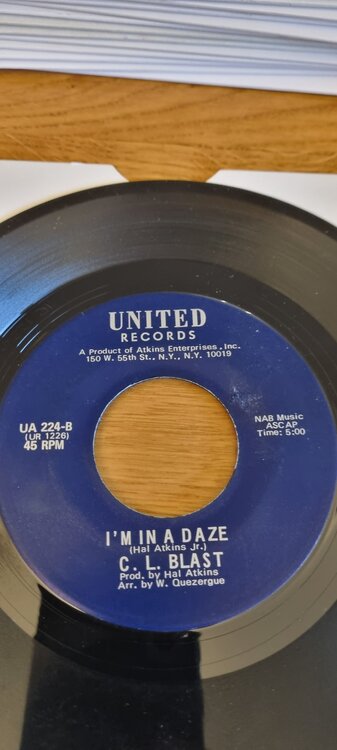 UNITED
RECORDS
A Product of Atkins Enterprises, Inc.
150 W. 55th St., N.Y., N.Y. 10019
UA 224-B
(UR 1226)
45 RPM
NAB Music
ASCAP
Time: 5:00
I'M IN A DAZE
(Hal Atkins Jr.)
C. L. BLAST
Prod. by Hal Atkins
Arr. by W. Quezergue